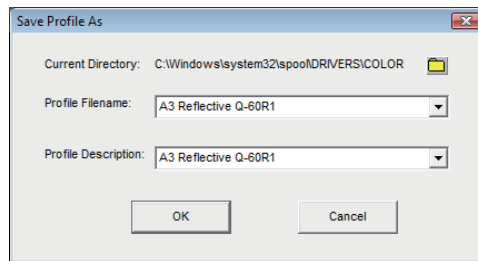 Save Profile As
Current Directory: C:\Windows\system32\spool\DRIVERS\COLOR
Profile Filename: A3 Reflective Q-60R1
Profile Description: A3 Reflective Q-60R1
OK Cancel